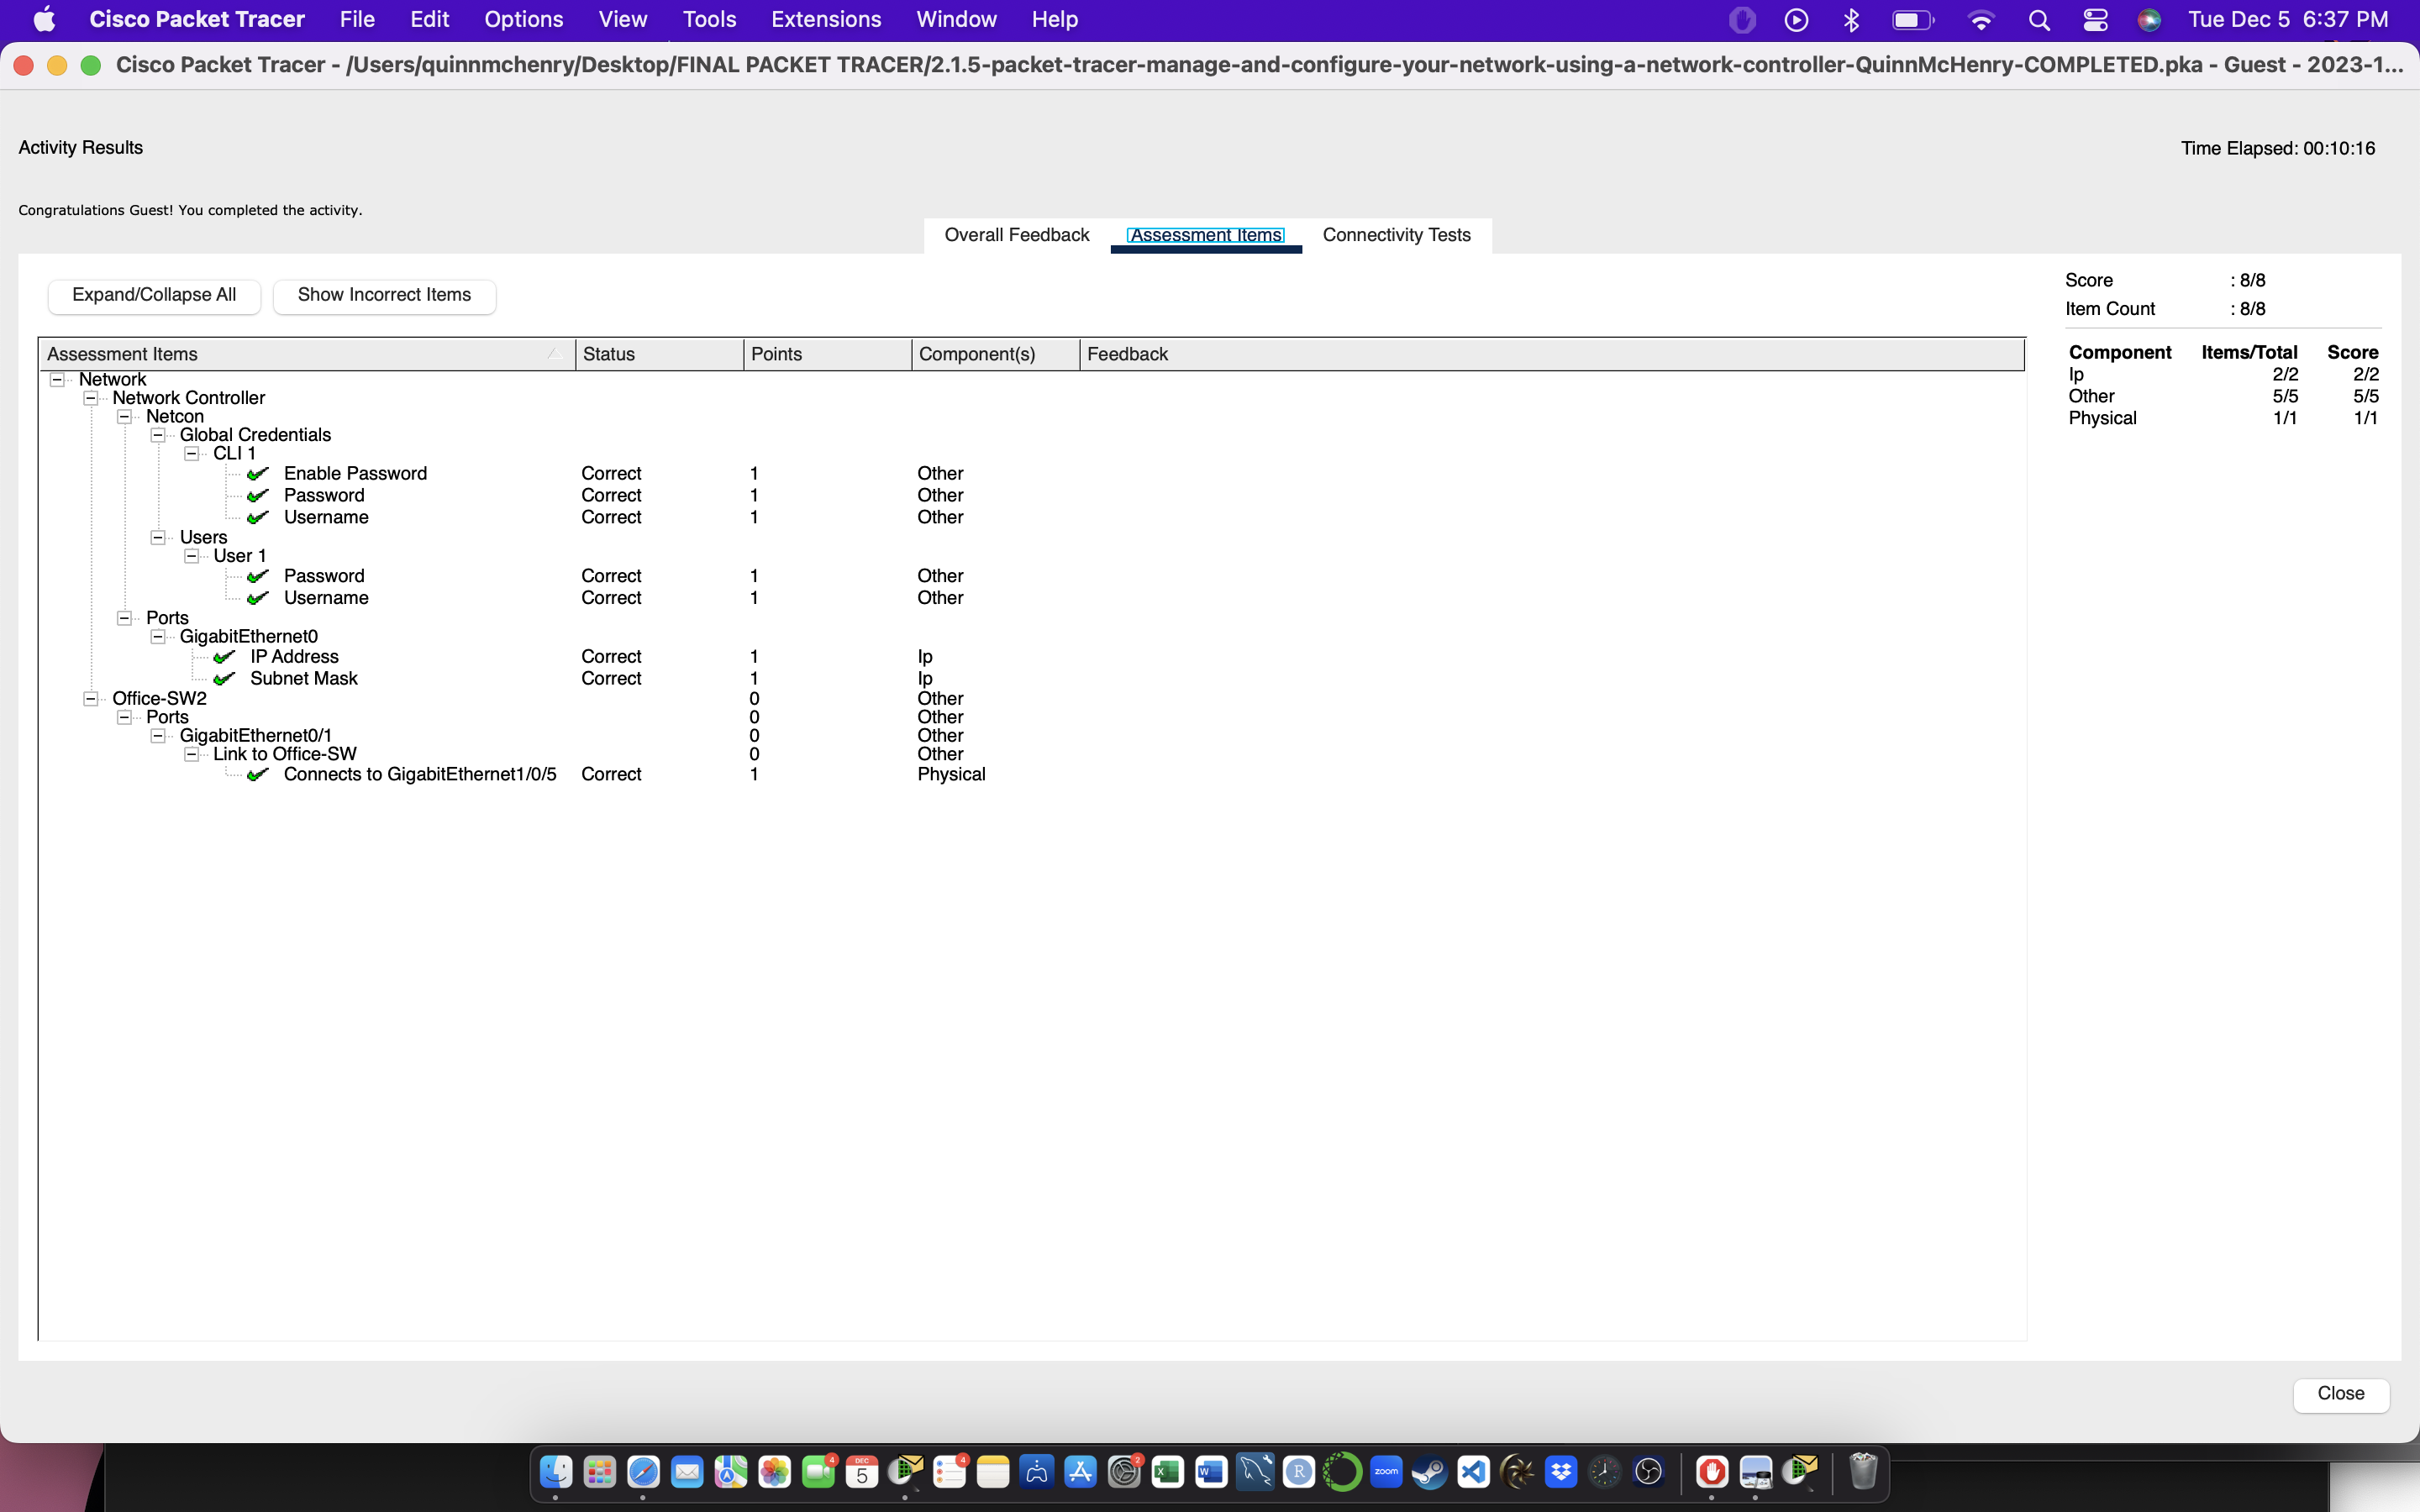 Cisco Packet Tracer File Edit Options View Tools Extensions Window Help Tue Dec 5 6:37 PM
Cisco Packet Tracer - /Users/quinnmchenry/Desktop/FINAL PACKET TRACER/2.1.5-packet-tracer-manage-and-configure-your-network-using-a-network-controller-QuinnMcHenry-COMPLETED.pka - Guest - 2023-1...
Activity Results Time Elapsed: 00:10:16
Congratulations Guest! You completed the activity.
Overall Feedback Assessment Items Connectivity Tests
Expand/Collapse All Show Incorrect Items
Score : 8/8
Item Count : 8/8
Component Items/Total Score
Ip 2/2 2/2
Other 5/5 5/5
Physical 1/1 1/1
Assessment Items Status Points Component(s) Feedback
Network
Network Controller
Netcon
Global Credentials
CLI 1
Enable Password Correct 1 Other
Password Correct 1 Other
Username Correct 1 Other
Users
User 1
Password Correct 1 Other
Username Correct 1 Other
Ports
GigabitEthernet0
IP Address Correct 1 Ip
Subnet Mask Correct 1 Ip
Office-SW2 0 Other
Ports 0 Other
GigabitEthernet0/1 0 Other
Link to Office-SW 0 Other
Connects to GigabitEthernet1/0/5 Correct 1 Physical
Close
4 DEC 5 4 2 X W R zoom